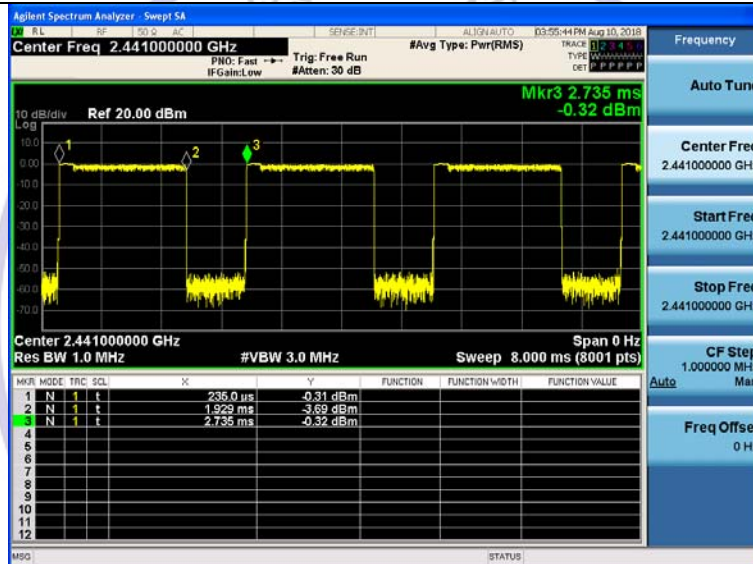 Agilent Spectrum Analyzer - Swept SA
RL RF 50 Ω AC SENSE:INT ALIGN AUTO 03:55:44 PM Aug 10, 2018
Center Freq 2.441000000 GHz
PNO: Fast
IFGain:Low
Trig: Free Run
#Atten: 30 dB
#Avg Type: Pwr(RMS)
TRACE 1 2 3 4 5 6
TYPE
DET P P P P P P
Mkr3 2.735 ms
-0.32 dBm
10 dB/div Ref 20.00 dBm
Log
10.0
0.00
-10.0
-20.0
-30.0
-40.0
-50.0
-60.0
-70.0
1
2
3
Center 2.441000000 GHz Span 0 Hz
Res BW 1.0 MHz #VBW 3.0 MHz Sweep 8.000 ms (8001 pts)
MKR MODE TRC SCL X Y FUNCTION FUNCTION WIDTH FUNCTION VALUE
1 N 1 t 235.0 µs -0.31 dBm
2 N 1 t 1.929 ms -3.69 dBm
3 N 1 t 2.735 ms -0.32 dBm
4
5
6
7
8
9
10
11
12
MSG STATUS
Frequency
Auto Tun
Center Fre
2.441000000 GH
Start Fre
2.441000000 GH
Stop Fre
2.441000000 GH
CF Step
1.000000 MH
Auto Ma
Freq Offse
0 H